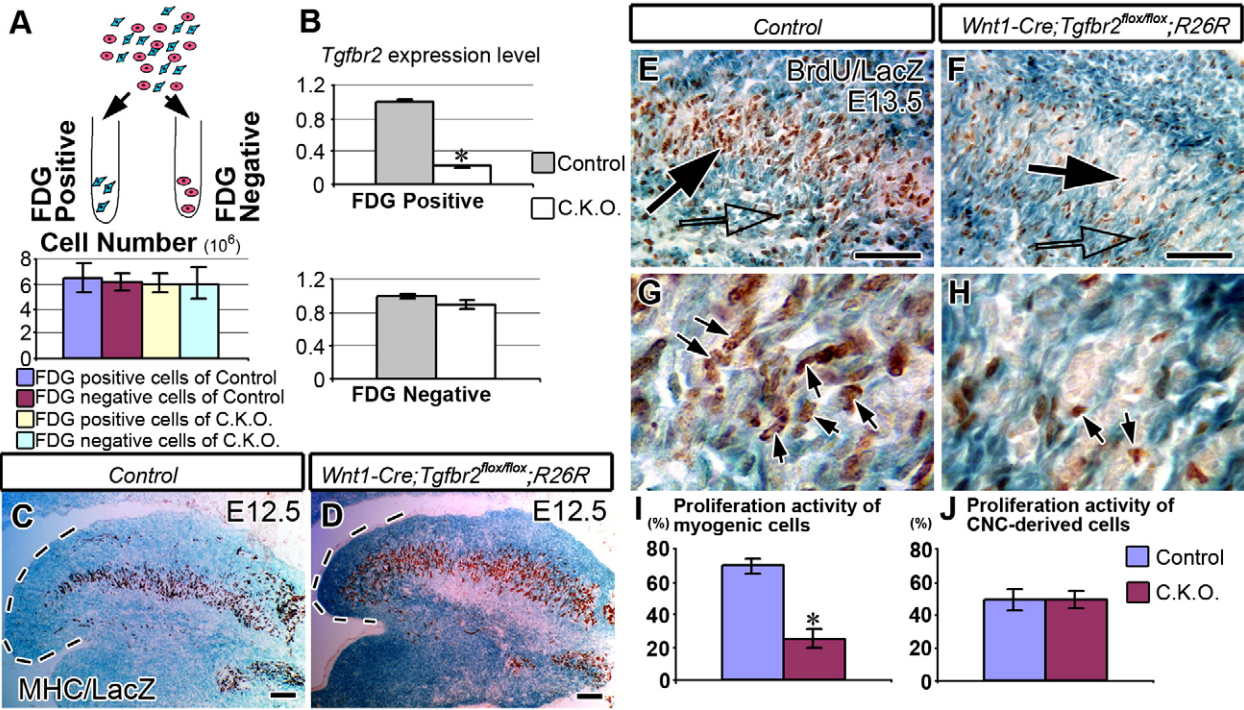 A
FDG Positive
FDG Negative
Cell Number (10⁶)
8
6
4
2
0
FDG positive cells of Control
FDG negative cells of Control
FDG positive cells of C.K.O.
FDG negative cells of C.K.O.
B
Tgfbr2 expression level
1.2
0.8
0.4
0
*
FDG Positive
Control
C.K.O.
1.2
0.8
0.4
0
FDG Negative
Control
Wnt1-Cre;Tgfbr2flox/flox;R26R
C
E12.5
MHC/LacZ
D
E12.5
Control
Wnt1-Cre;Tgfbr2flox/flox;R26R
E
BrdU/LacZ
E13.5
F
G
H
I
Proliferation activity of
(%) myogenic cells
80
60
40
20
0
*
J
Proliferation activity of
(%) CNC-derived cells
80
60
40
20
0
Control
C.K.O.